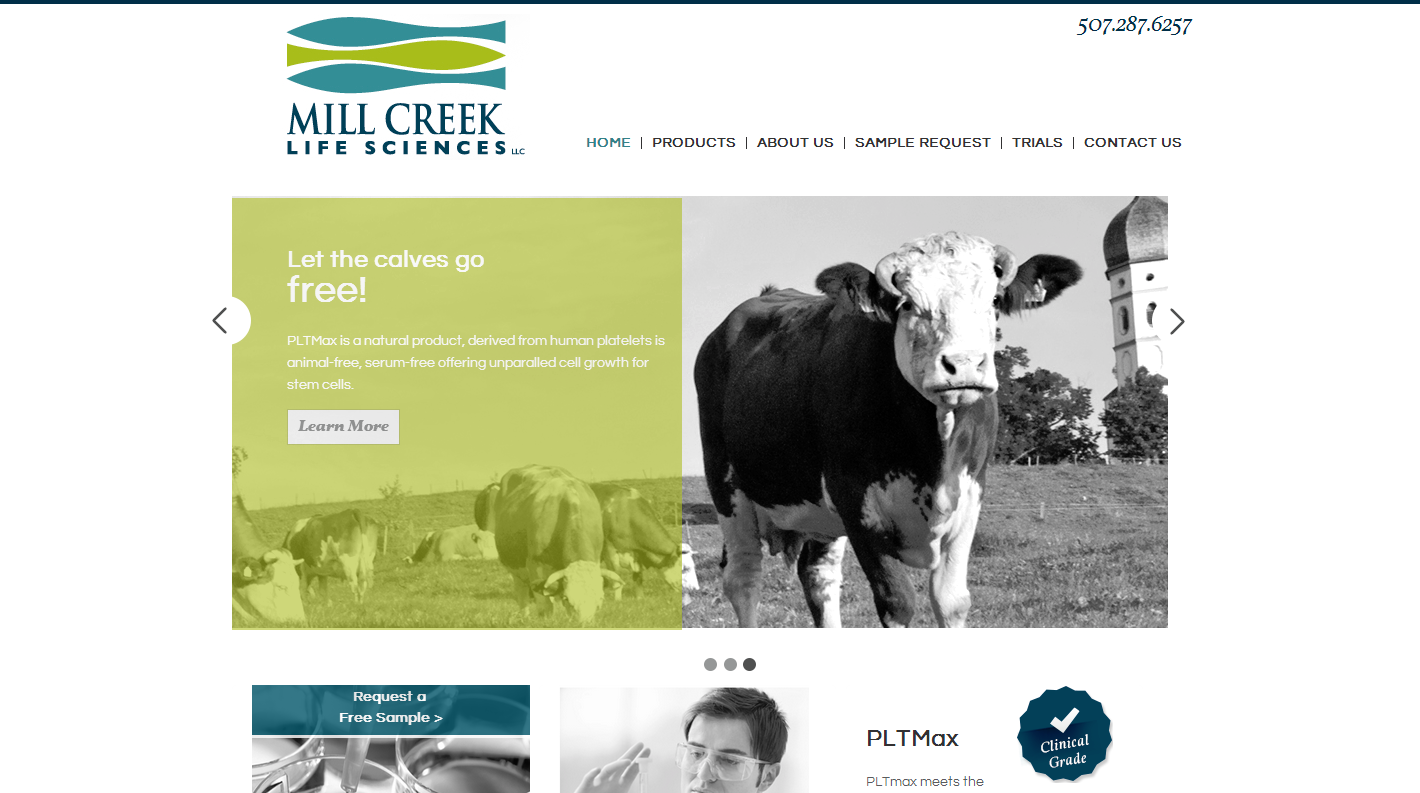 507.287.6257
MILL CREEK
LIFE SCIENCES LLC
HOME | PRODUCTS | ABOUT US | SAMPLE REQUEST | TRIALS | CONTACT US
Let the calves go
free!
PLTMax is a natural product, derived from human platelets is
animal-free, serum-free offering unparalled cell growth for
stem cells.
Learn More
Request a
Free Sample >
PLTMax
Clinical
Grade
PLTmax meets the